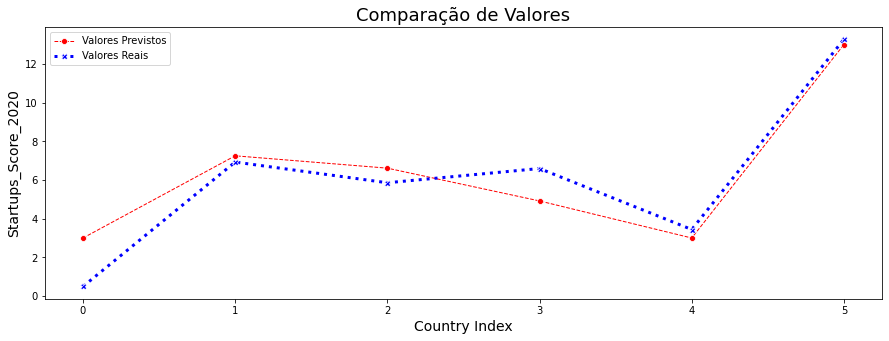 Comparação de Valores
Valores Previstos
Valores Reais
Startups_Score_2020
12
10
8
6
4
2
0
0 1 2 3 4 5
Country Index